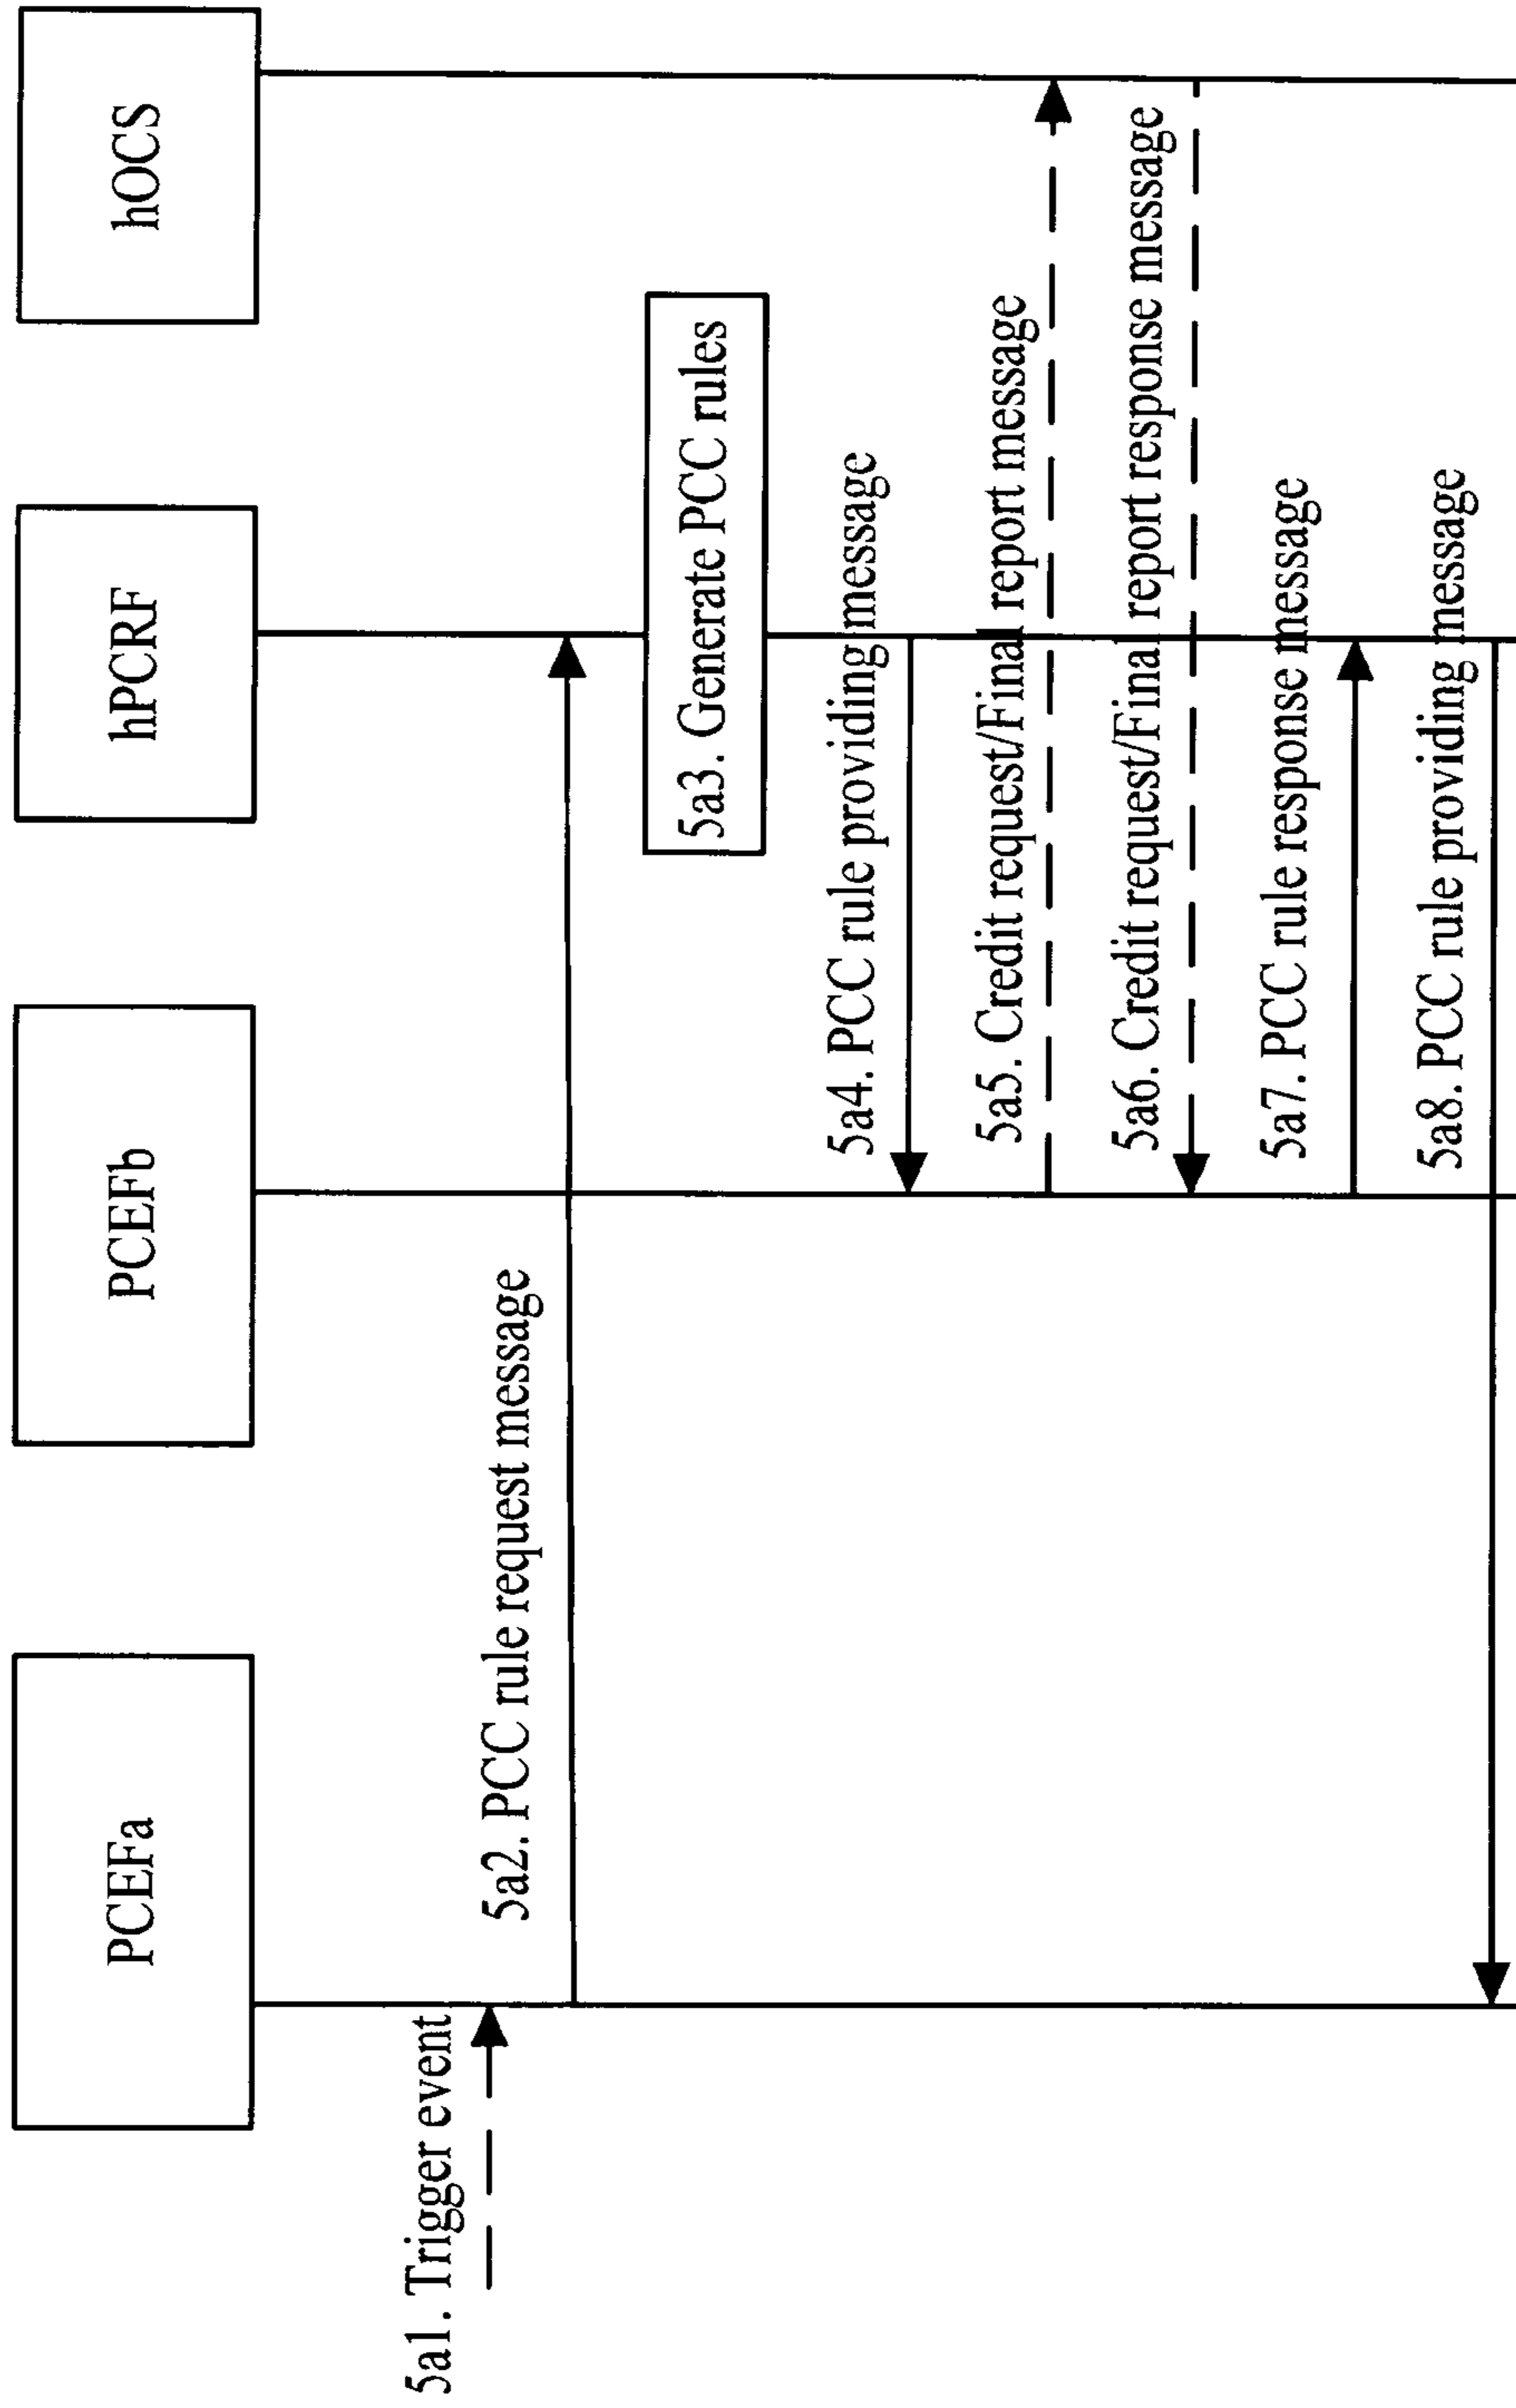 PCEFa
PCEFb
hPCRF
hOCS
5a1. Trigger event
5a2. PCC rule request message
5a3. Generate PCC rules
5a4. PCC rule providing message
5a5. Credit request/Final report message
5a6. Credit request/Final report response message
5a7. PCC rule response message
5a8. PCC rule providing message